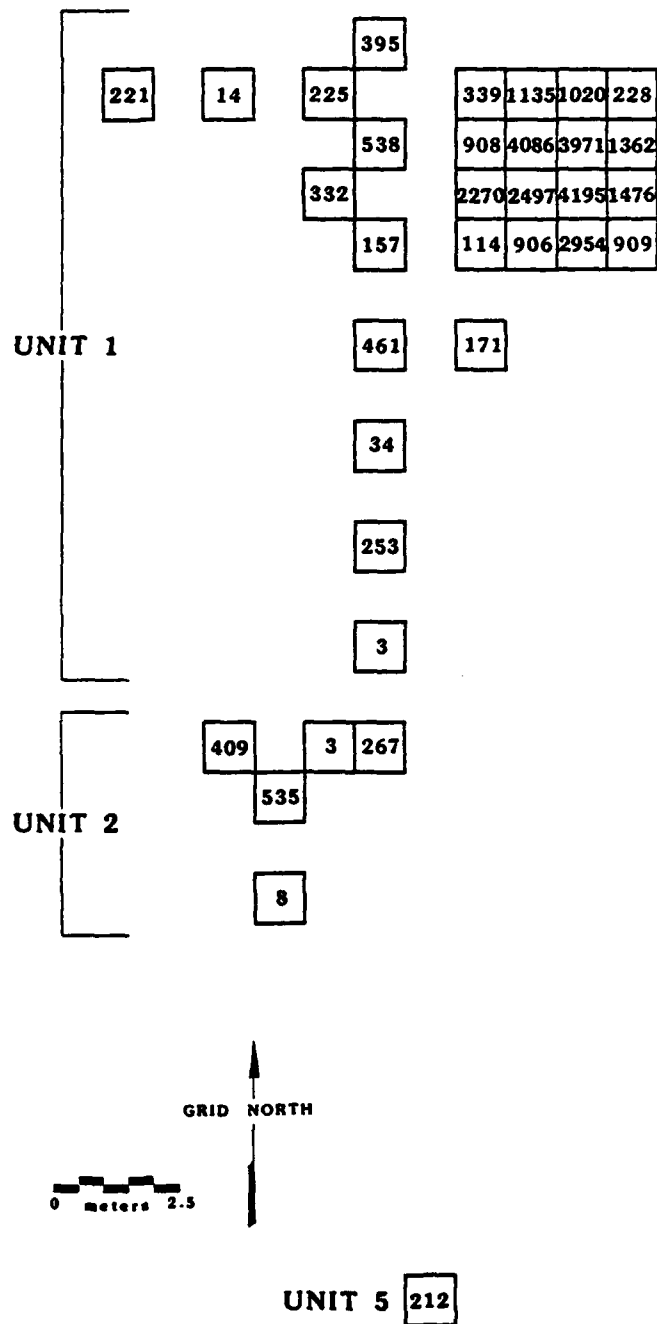 395
221 14 225 339 1135 1020 228
538 908 4086 3971 1362
332 2270 2497 4195 1476
157 114 906 2954 909
UNIT 1 461 171
34
253
3
409 3 267
535
UNIT 2
8
GRID NORTH
0 meters 2.5
UNIT 5 212